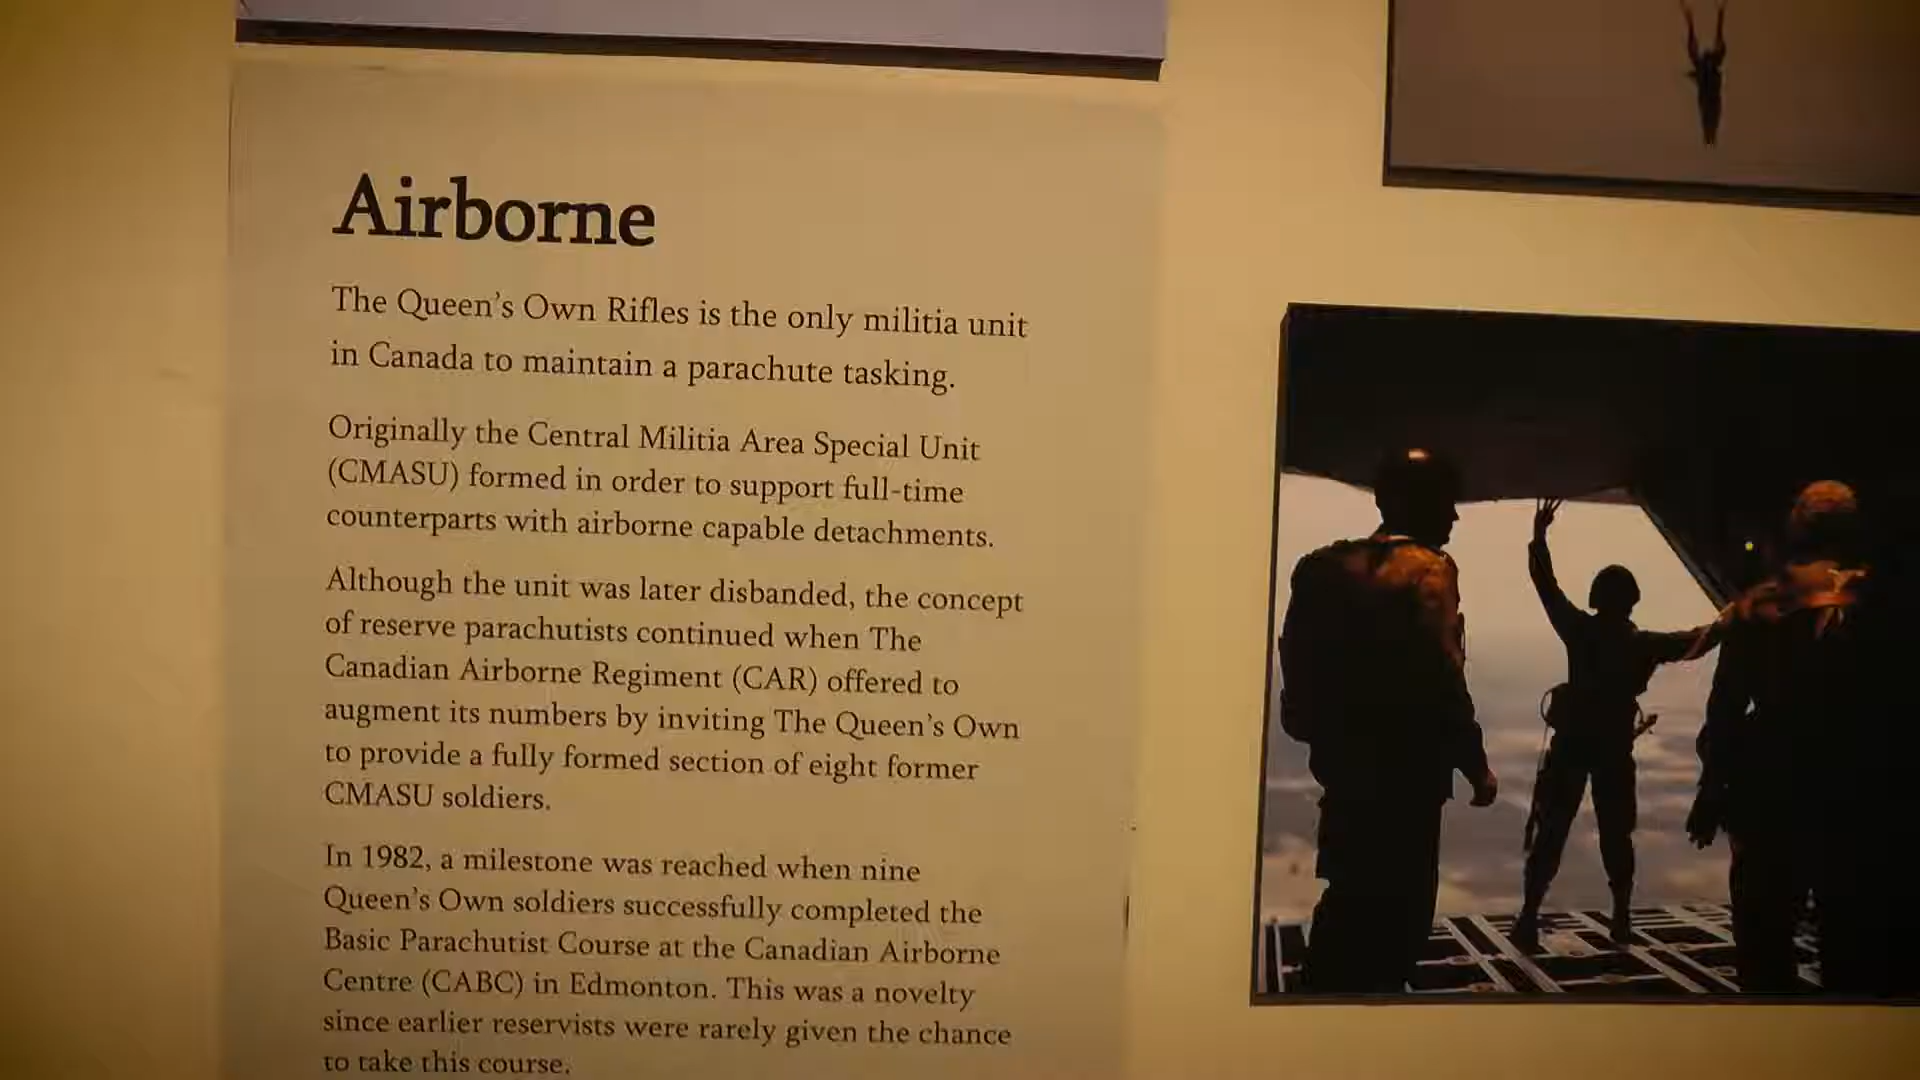 Airborne
The Queen's Own Rifles is the only militia unit
in Canada to maintain a parachute tasking.
Originally the Central Militia Area Special Unit
(CMASU) formed in order to support full-time
counterparts with airborne capable detachments.
Although the unit was later disbanded, the concept
of reserve parachutists continued when The
Canadian Airborne Regiment (CAR) offered to
augment its numbers by inviting The Queen's Own
to provide a fully formed section of eight former
CMASU soldiers.
In 1982, a milestone was reached when nine
Queen's Own soldiers successfully completed the
Basic Parachutist Course at the Canadian Airborne
Centre (CABC) in Edmonton. This was a novelty
since earlier reservists were rarely given the chance
to take this course.